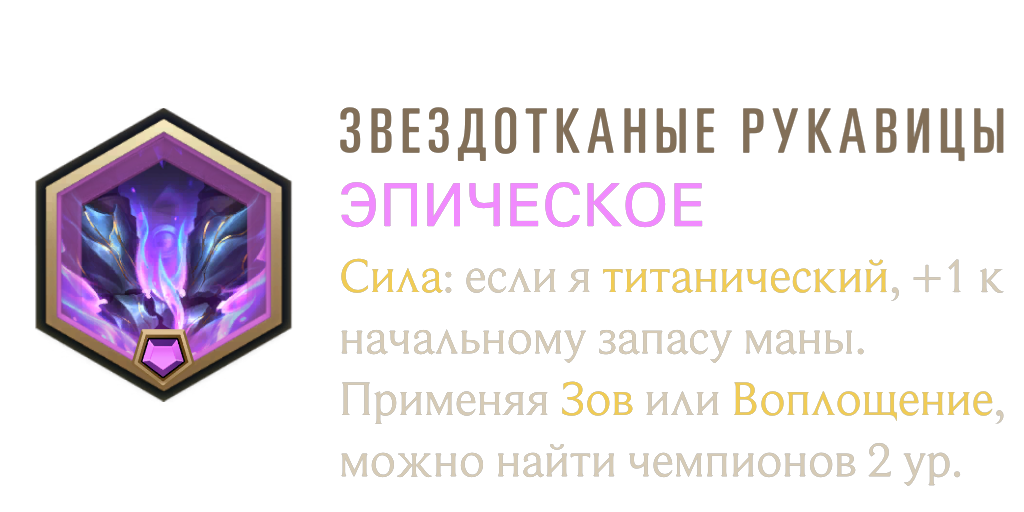 ЗВЕЗДОТКАНЫЕ РУКАВИЦЫ
ЭПИЧЕСКОЕ
Сила: если я титанический, +1 к
начальному запасу маны.
Применяя Зов или Воплощение,
можно найти чемпионов 2 ур.